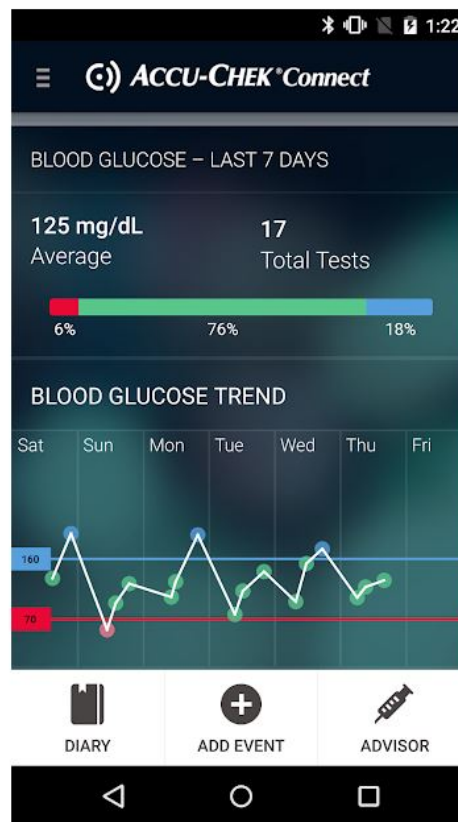 1:22
ACCU-CHEK® Connect
BLOOD GLUCOSE – LAST 7 DAYS
125 mg/dL 17
Average Total Tests
6% 76% 18%
BLOOD GLUCOSE TREND
Sat Sun Mon Tue Wed Thu Fri
160
70
DIARY ADD EVENT ADVISOR